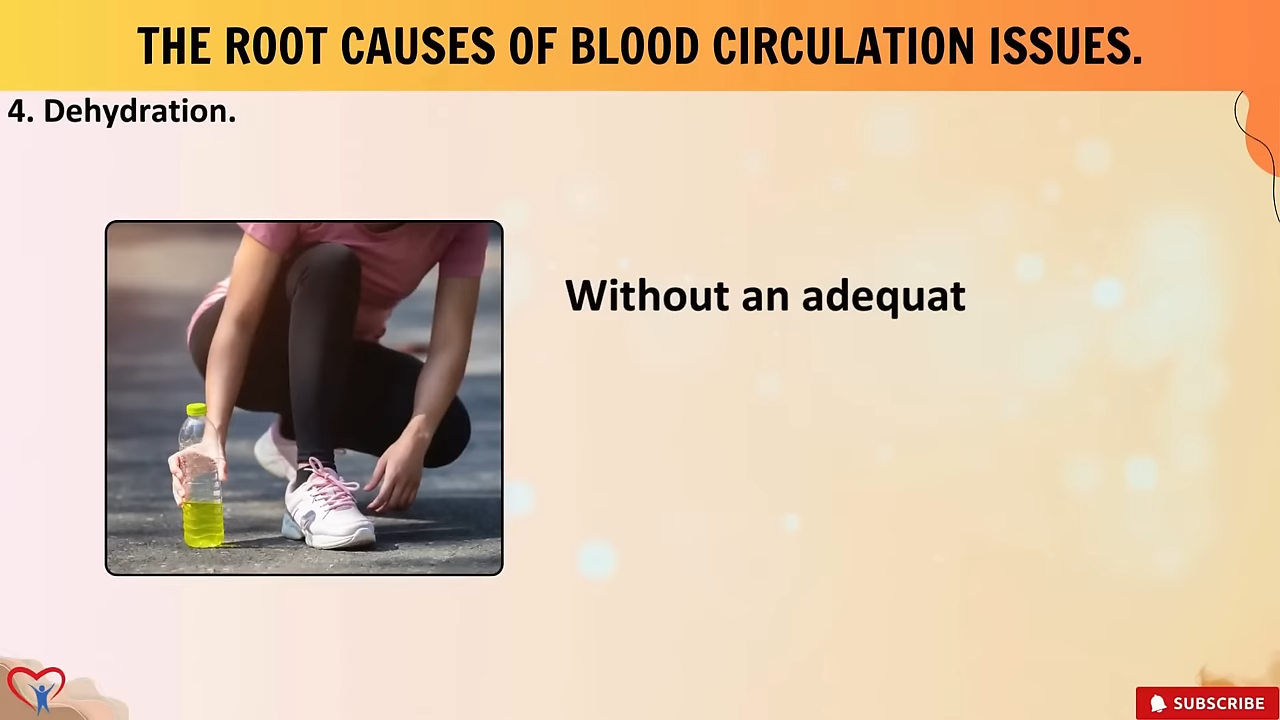 THE ROOT CAUSES OF BLOOD CIRCULATION ISSUES.
4. Dehydration.
Without an adequat
SUBSCRIBE